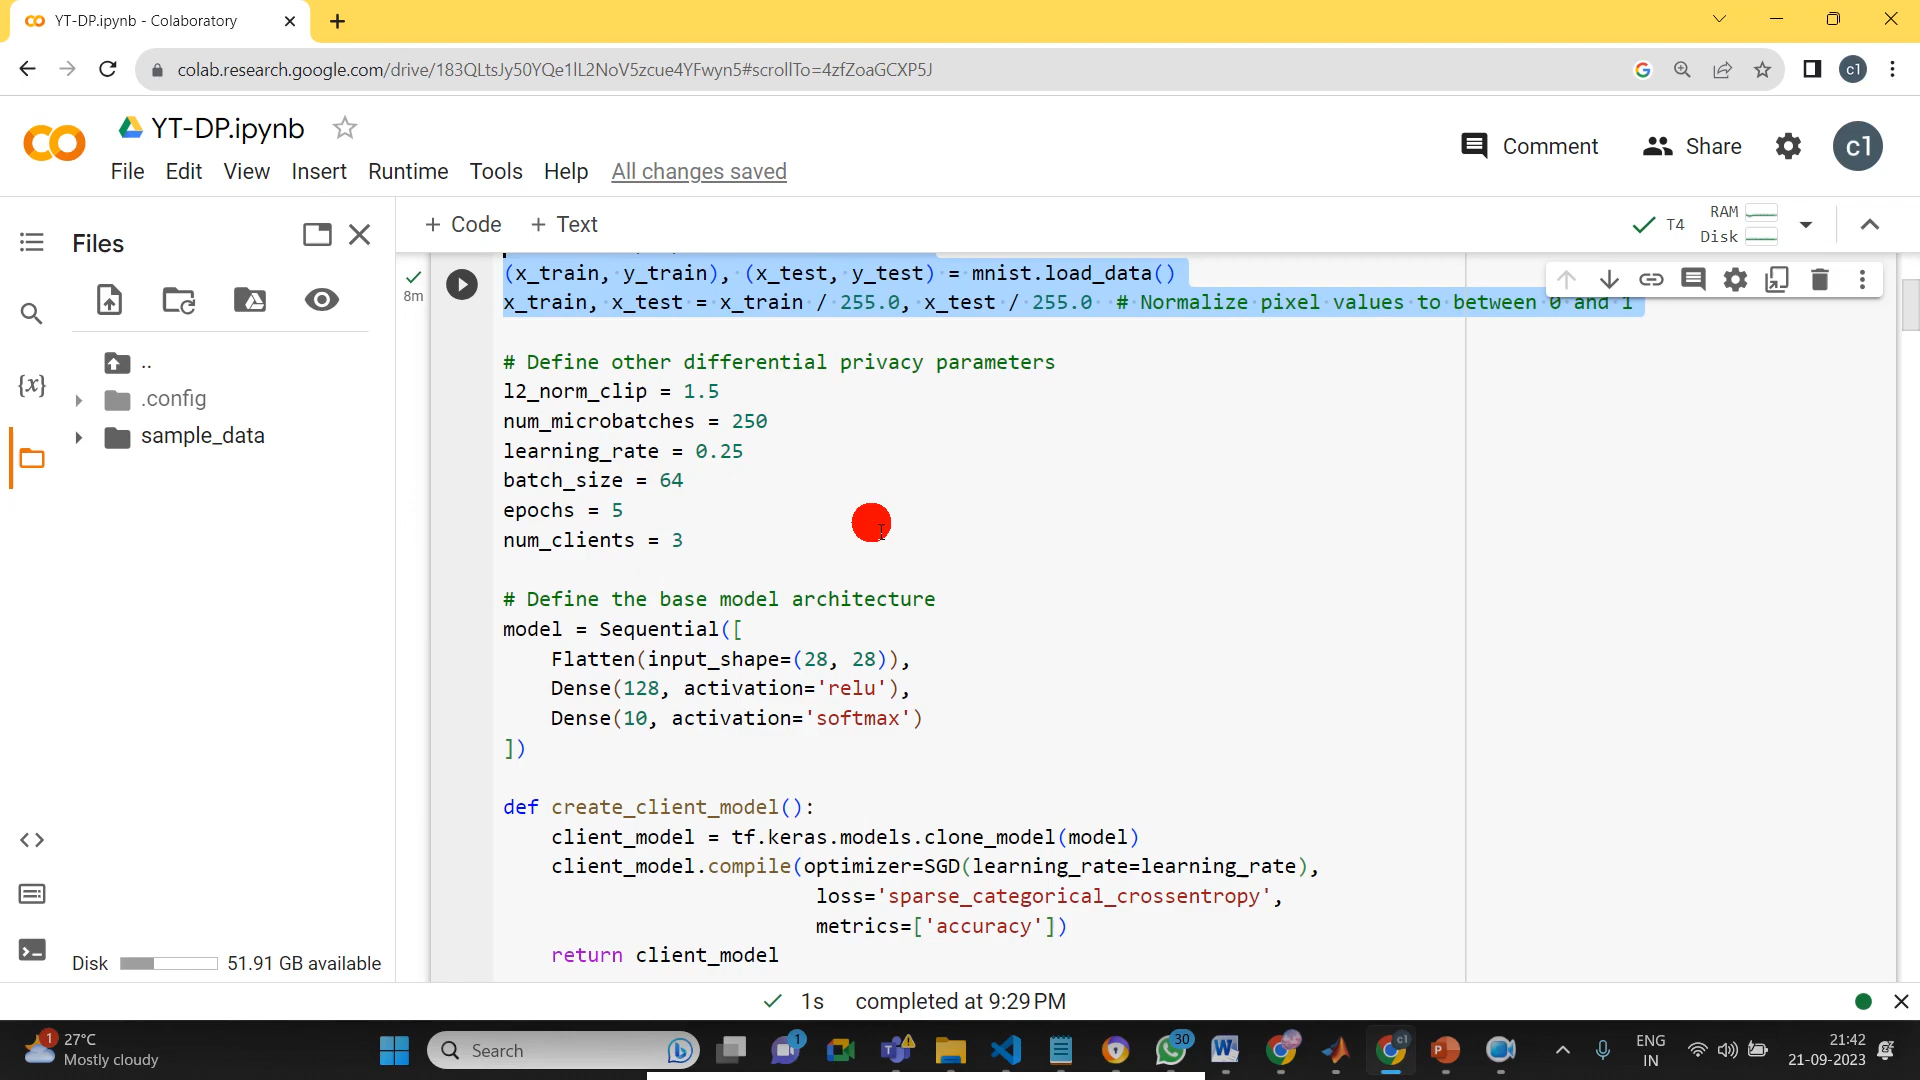 YT-DP.ipynb - Colaboratory
colab.research.google.com/drive/183QLtsJy50YQe1lL2NoV5zcue4YFwyn5#scrollTo=4zfZoaGCXP5J
c1
YT-DP.ipynb
Comment
Share
c1
File Edit View Insert Runtime Tools Help All changes saved
Files
+ Code + Text
T4
RAM
Disk
..
.config
sample_data
8m
(x_train, y_train), (x_test, y_test) = mnist.load_data()
x_train, x_test = x_train / 255.0, x_test / 255.0 # Normalize pixel values to between 0 and 1
# Define other differential privacy parameters
l2_norm_clip = 1.5
num_microbatches = 250
learning_rate = 0.25
batch_size = 64
epochs = 5
num_clients = 3
# Define the base model architecture
model = Sequential([
Flatten(input_shape=(28, 28)),
Dense(128, activation='relu'),
Dense(10, activation='softmax')
])
def create_client_model():
client_model = tf.keras.models.clone_model(model)
client_model.compile(optimizer=SGD(learning_rate=learning_rate),
loss='sparse_categorical_crossentropy',
metrics=['accuracy'])
return client_model
{x}
Disk 51.91 GB available
1s completed at 9:29 PM
1
27°C
Mostly cloudy
Search
1
30
c1
ENG
IN
21:42
21-09-2023